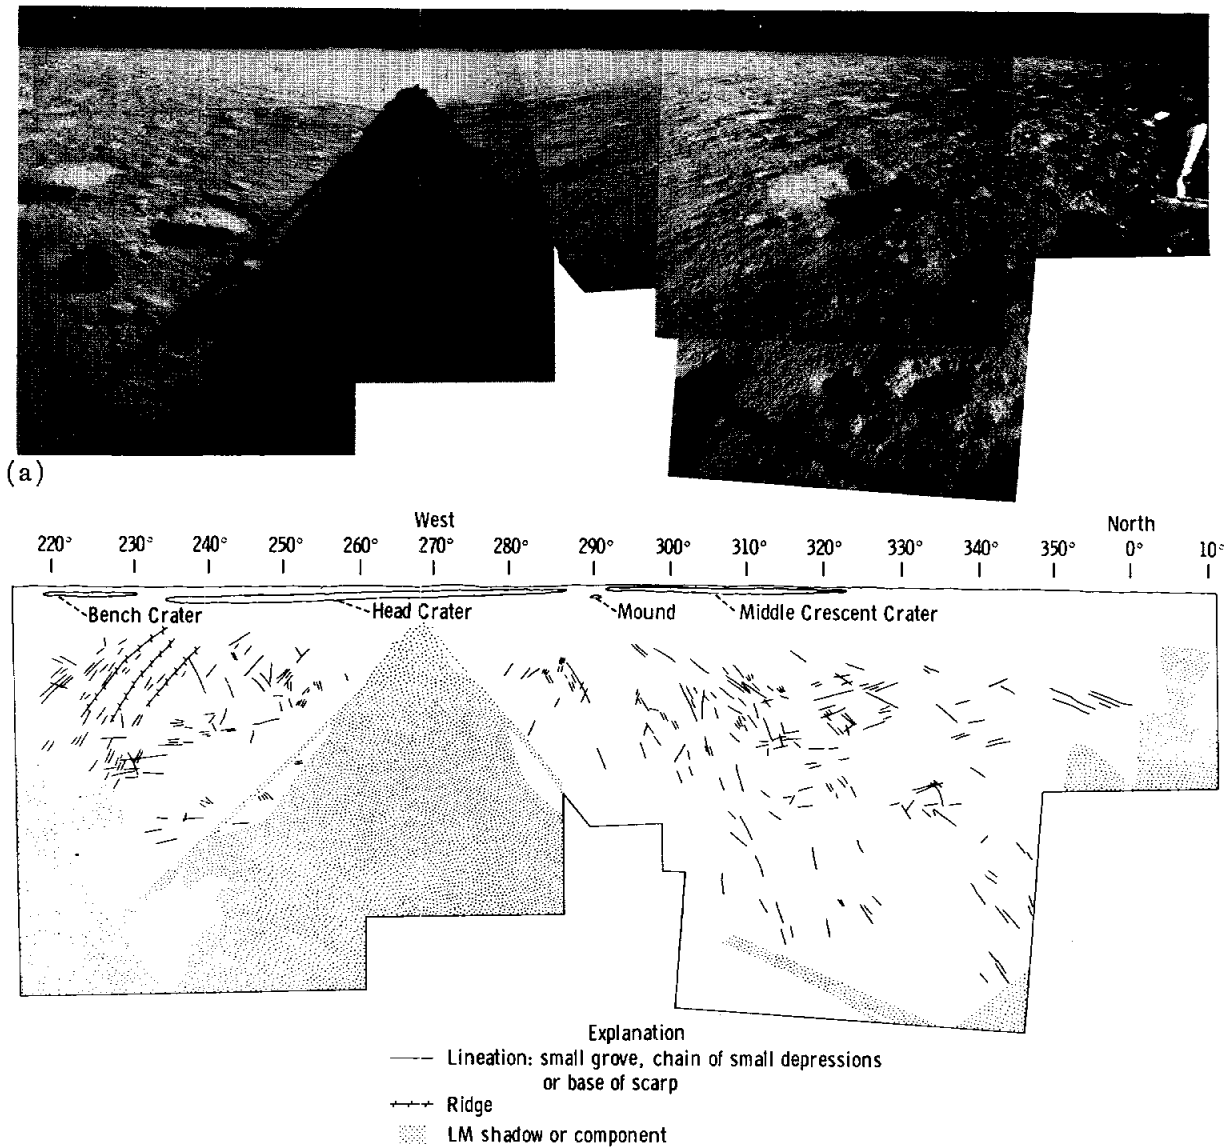 (a)
West
North
220° 230° 240° 250° 260° 270° 280° 290° 300° 310° 320° 330° 340° 350° 0° 10°
Bench Crater Head Crater Mound Middle Crescent Crater
Explanation
Lineation: small grove, chain of small depressions
or base of scarp
Ridge
LM shadow or component